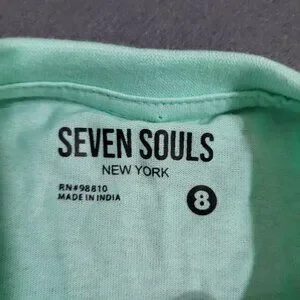 SEVEN SOULS
NEW YORK
RN#98810
MADE IN INDIA
8